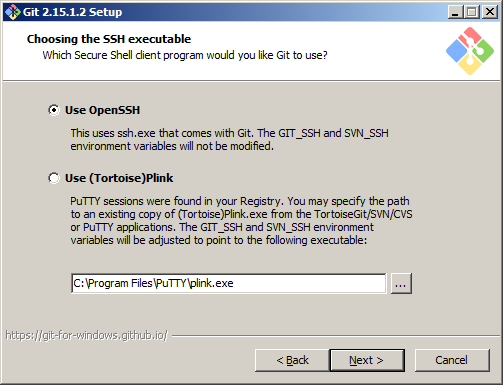 Git 2.15.1.2 Setup
Choosing the SSH executable
Which Secure Shell client program would you like Git to use?
Use OpenSSH
This uses ssh.exe that comes with Git. The GIT_SSH and SVN_SSH
environment variables will not be modified.
Use (Tortoise)Plink
PuTTY sessions were found in your Registry. You may specify the path
to an existing copy of (Tortoise)Plink.exe from the TortoiseGit/SVN/CVS
or PuTTY applications. The GIT_SSH and SVN_SSH environment
variables will be adjusted to point to the following executable:
C:\Program Files\PuTTY\plink.exe
...
https://git-for-windows.github.io/
< Back
Next >
Cancel